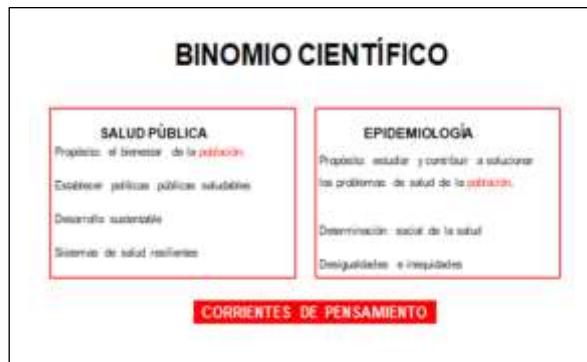 BINOMIO CIENTÍFICO
SALUD PÚBLICA
Propósito: el bienestar de la población.
Establecer políticas públicas saludables
Desarrollo sustentable
Sistemas de salud resilientes
EPIDEMIOLOGÍA
Propósito: estudiar y contribuir a solucionar
los problemas de salud de la población.
Determinación social de la salud
Desigualdades e inequidades
CORRIENTES DE PENSAMIENTO